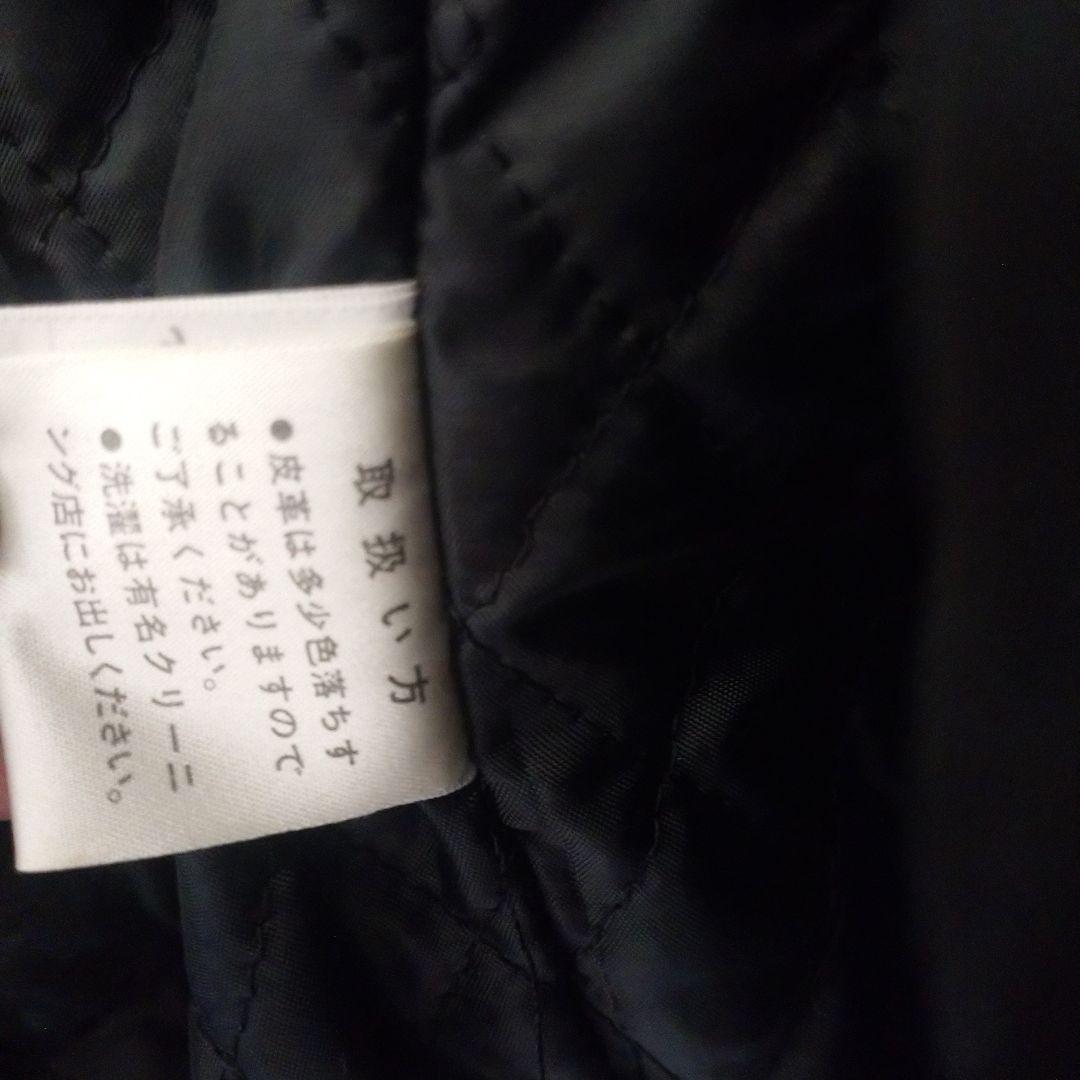 取扱い方
●皮革は多少色落ちす
ることがありますので
ご了承ください。
●洗濯は有名クリーニ
ング店にお出しください。